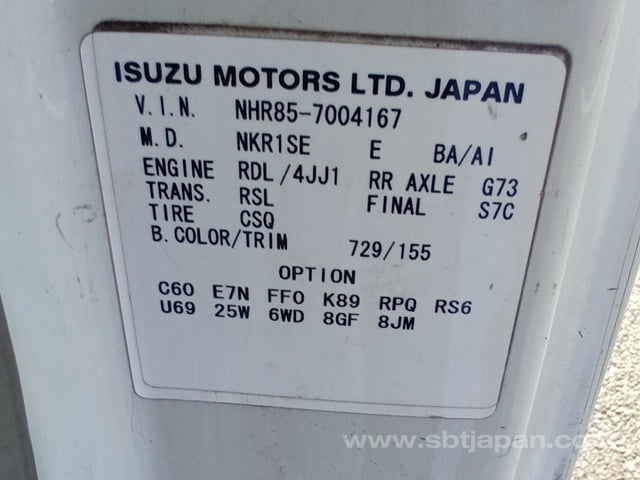 ISUZU MOTORS LTD. JAPAN
V.I.N. NHR85-7004167
M.D. NKR1SE E BA/AI
ENGINE RDL/4JJ1 RR AXLE G73
TRANS. RSL FINAL S7C
TIRE CSQ
B.COLOR/TRIM 729/155
OPTION
C60 E7N FF0 K89 RPQ RS6
U69 25W 6WD 8GF 8JM
www.sbtjapan.com